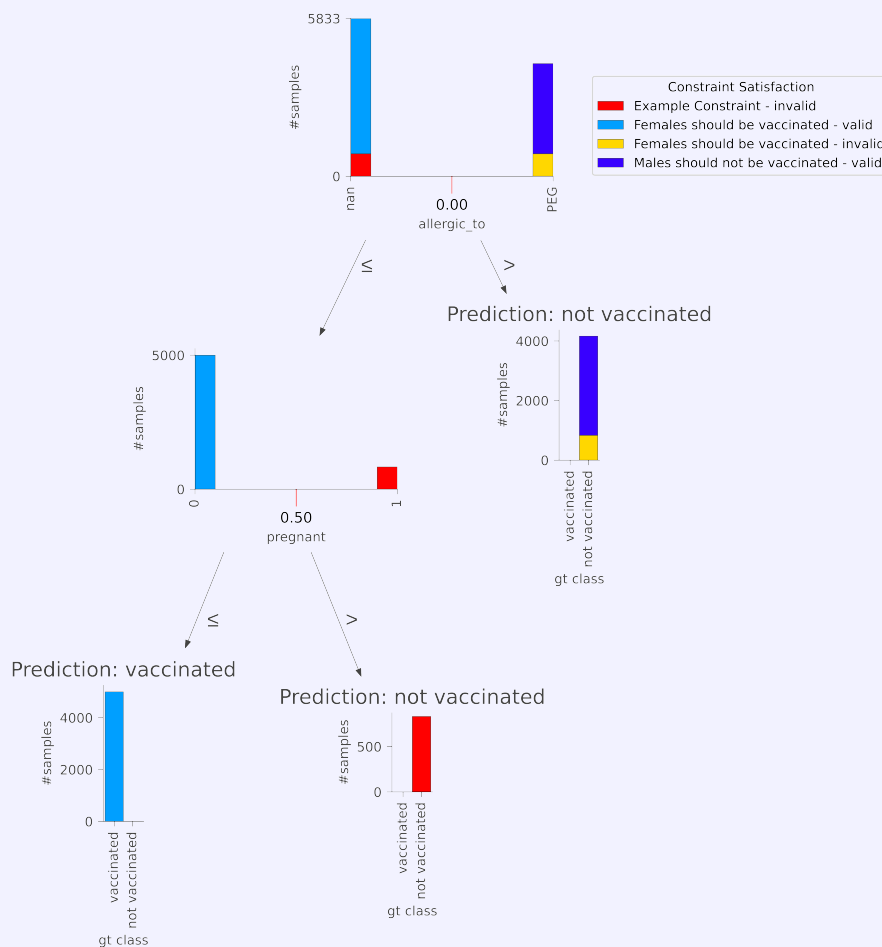 5833
#samples
0
nan
0.00
PEG
allergic_to
Constraint Satisfaction
Example Constraint - invalid
Females should be vaccinated - valid
Females should be vaccinated - invalid
Males should not be vaccinated - valid
≤
>
Prediction: not vaccinated
4000
2000
0
#samples
vaccinated
not vaccinated
gt class
5000
#samples
0
0
0.50
1
pregnant
≤
>
Prediction: vaccinated
4000
2000
0
#samples
vaccinated
not vaccinated
gt class
Prediction: not vaccinated
500
0
#samples
vaccinated
not vaccinated
gt class